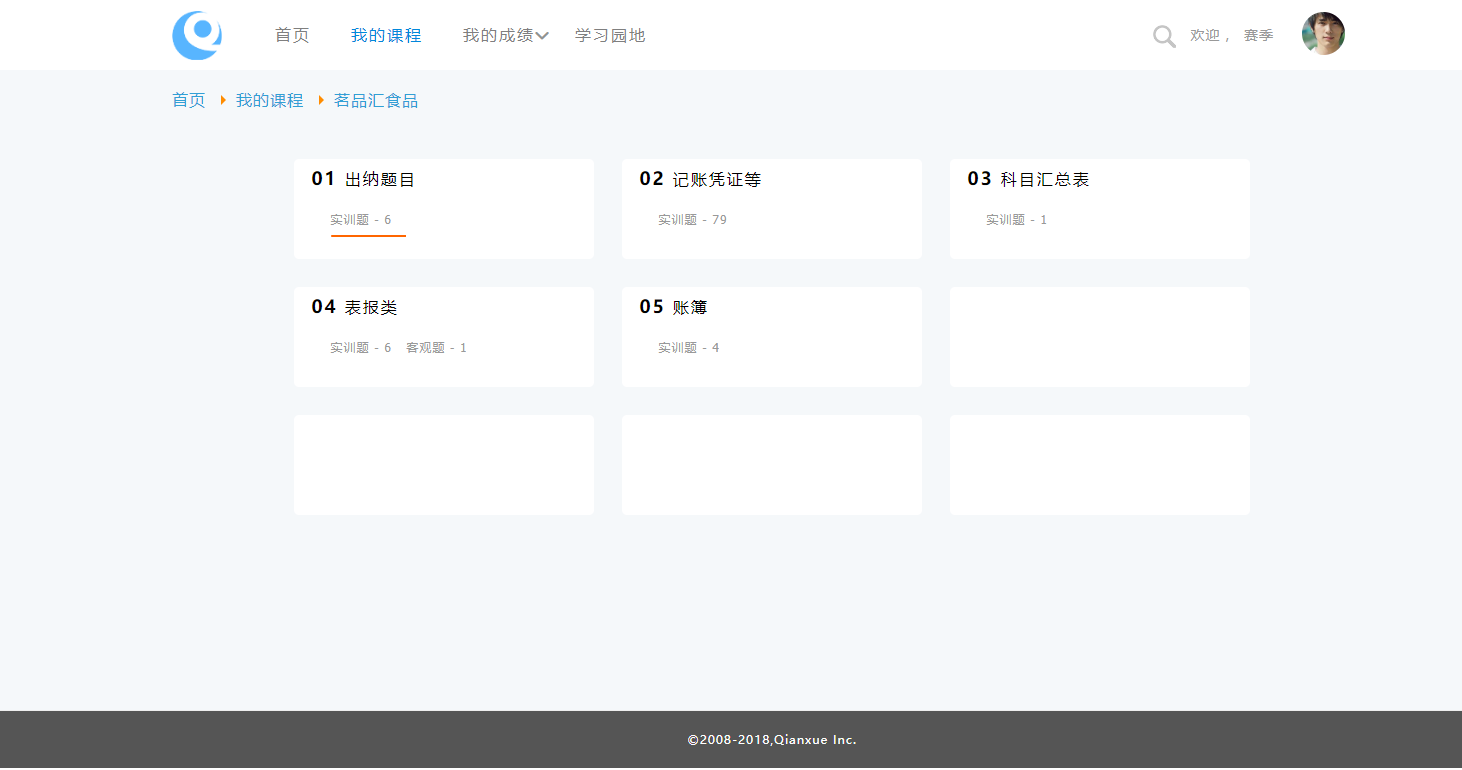 首页 我的课程 我的成绩 学习园地 欢迎， 赛季
首页 我的课程 茗品汇食品
01 出纳题目 02 记账凭证等 03 科目汇总表
实训题 - 6 实训题 - 79 实训题 - 1
04 表报类 05 账簿
实训题 - 6 客观题 - 1 实训题 - 4
©2008-2018,Qianxue Inc.